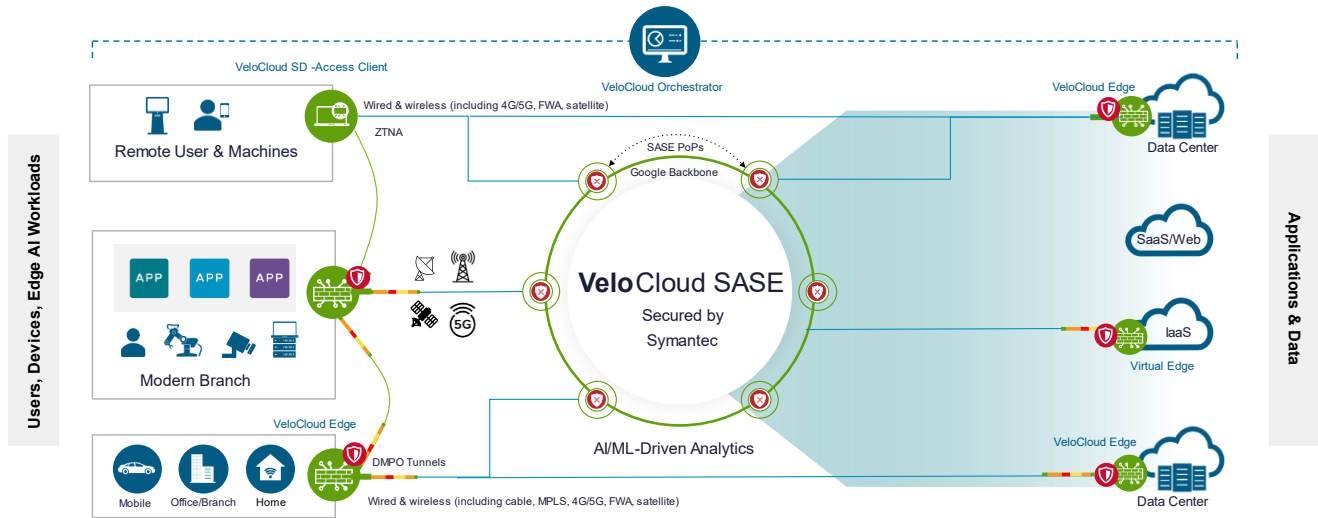 VeloCloud SD -Access Client
VeloCloud Orchestrator
VeloCloud Edge
Wired & wireless (including 4G/5G, FWA, satellite)
ZTNA
Remote User & Machines
SASE PoPs
Google Backbone
Data Center
Users, Devices, Edge AI Workloads
APP
APP
APP
Modern Branch
5G
VeloCloud SASE
Secured by
Symantec
SaaS/Web
IaaS
Virtual Edge
Applications & Data
VeloCloud Edge
DMPO Tunnels
AI/ML-Driven Analytics
VeloCloud Edge
Mobile
Office/Branch
Home
Wired & wireless (including cable, MPLS, 4G/5G, FWA, satellite)
Data Center